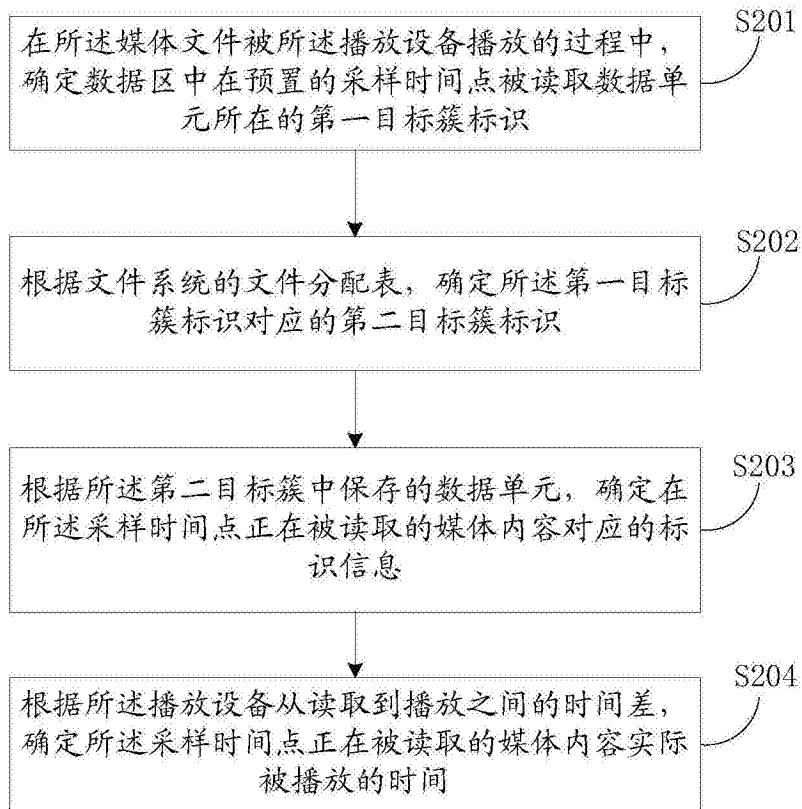 S201
在所述媒体文件被所述播放设备播放的过程中，
确定数据区中在预置的采样时间点被读取数据单
元所在的第一目标簇标识
S202
根据文件系统的文件分配表，确定所述第一目标
簇标识对应的第二目标簇标识
S203
根据所述第二目标簇中保存的数据单元，确定在
所述采样时间点正在被读取的媒体内容对应的标
识信息
S204
根据所述播放设备从读取到播放之间的时间差，
确定所述采样时间点正在被读取的媒体内容实际
被播放的时间